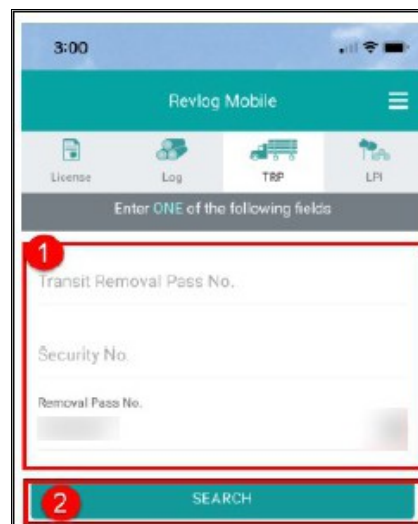 3:00
Revlog Mobile
License Log TRP LPI
Enter ONE of the following fields
1
Transit Removal Pass No.
Security No.
Removal Pass No.
2 SEARCH